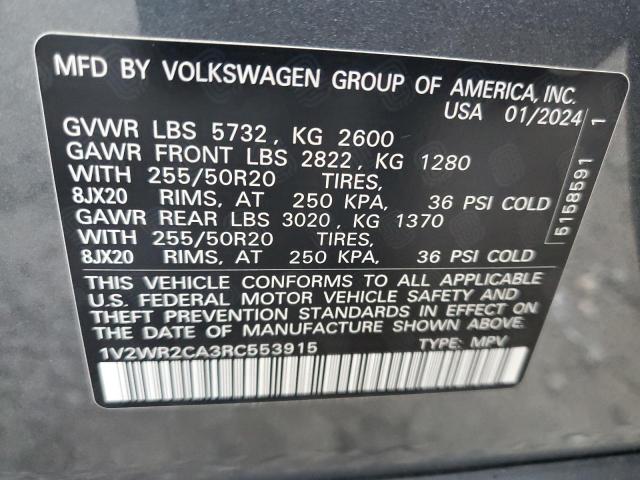 MFD BY VOLKSWAGEN GROUP OF AMERICA, INC.
USA 01/2024
GVWR LBS 5732, KG 2600
GAWR FRONT LBS 2822, KG 1280
WITH 255/50R20 TIRES,
8JX20 RIMS, AT 250 KPA, 36 PSI COLD
GAWR REAR LBS 3020, KG 1370
WITH 255/50R20 TIRES,
8JX20 RIMS, AT 250 KPA, 36 PSI COLD
THIS VEHICLE CONFORMS TO ALL APPLICABLE
U.S. FEDERAL MOTOR VEHICLE SAFETY AND
THEFT PREVENTION STANDARDS IN EFFECT ON
THE DATE OF MANUFACTURE SHOWN ABOVE
1V2WR2CA3RC553915 TYPE: MPV
5158591 1